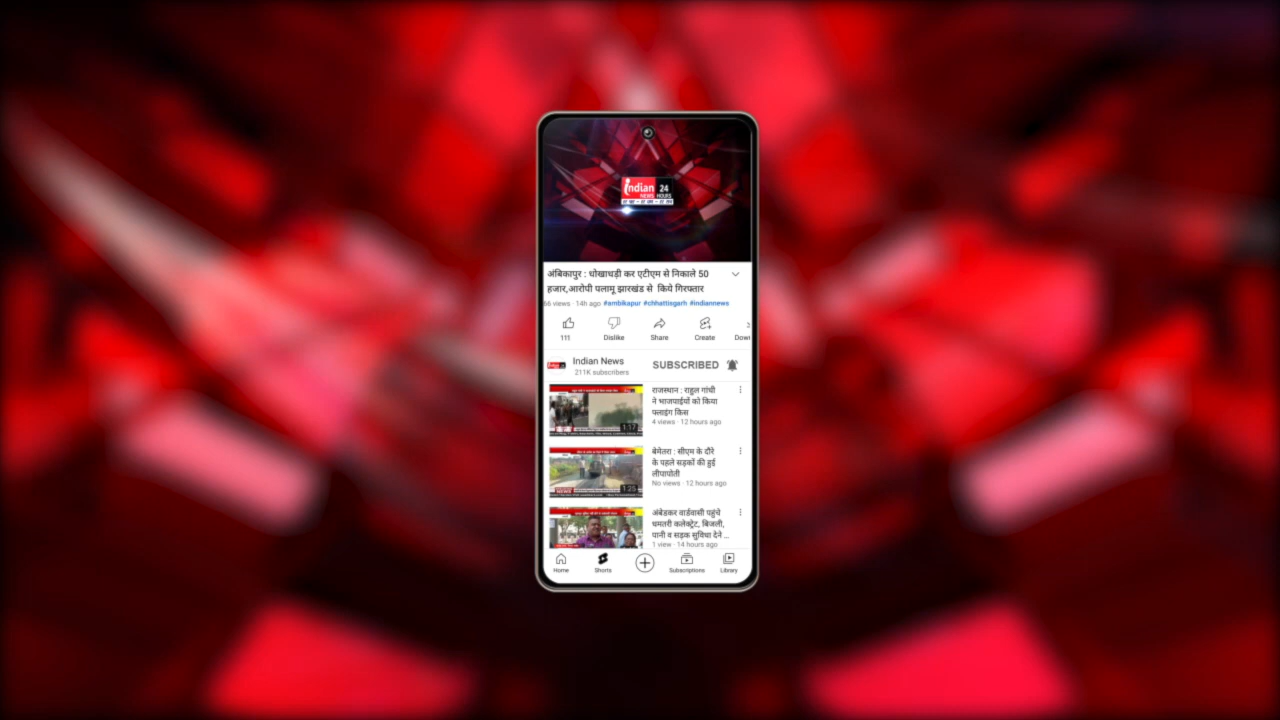 indian
NEWS
24
HOURS
अंबिकापुर : धोखाधड़ी कर एटीएम से निकाले 50
हजार,आरोपी पलामू झारखंड से किये गिरफ्तार
66 views · 14h ago #ambikapur #chhattisgarh #indiannews
111
Dislike
Share
Create
Indian News
211K subscribers
SUBSCRIBED
राजस्थान : राहुल गांधी
ने भाजपाईयों को किया
फ्लाइंग किस
4 views · 12 hours ago
1:17
बेमेतरा : सीएम के दौरे
के पहले सड़कों की हुई
लीपापोती
No views · 12 hours ago
1:25
अंबेडकर वार्डवासी पहुंचे
धमतरी कलेक्ट्रेट, बिजली,
पानी व सड़क सुविधा देने ...
1 view · 14 hours ago
Home
Shorts
Subscriptions
Library